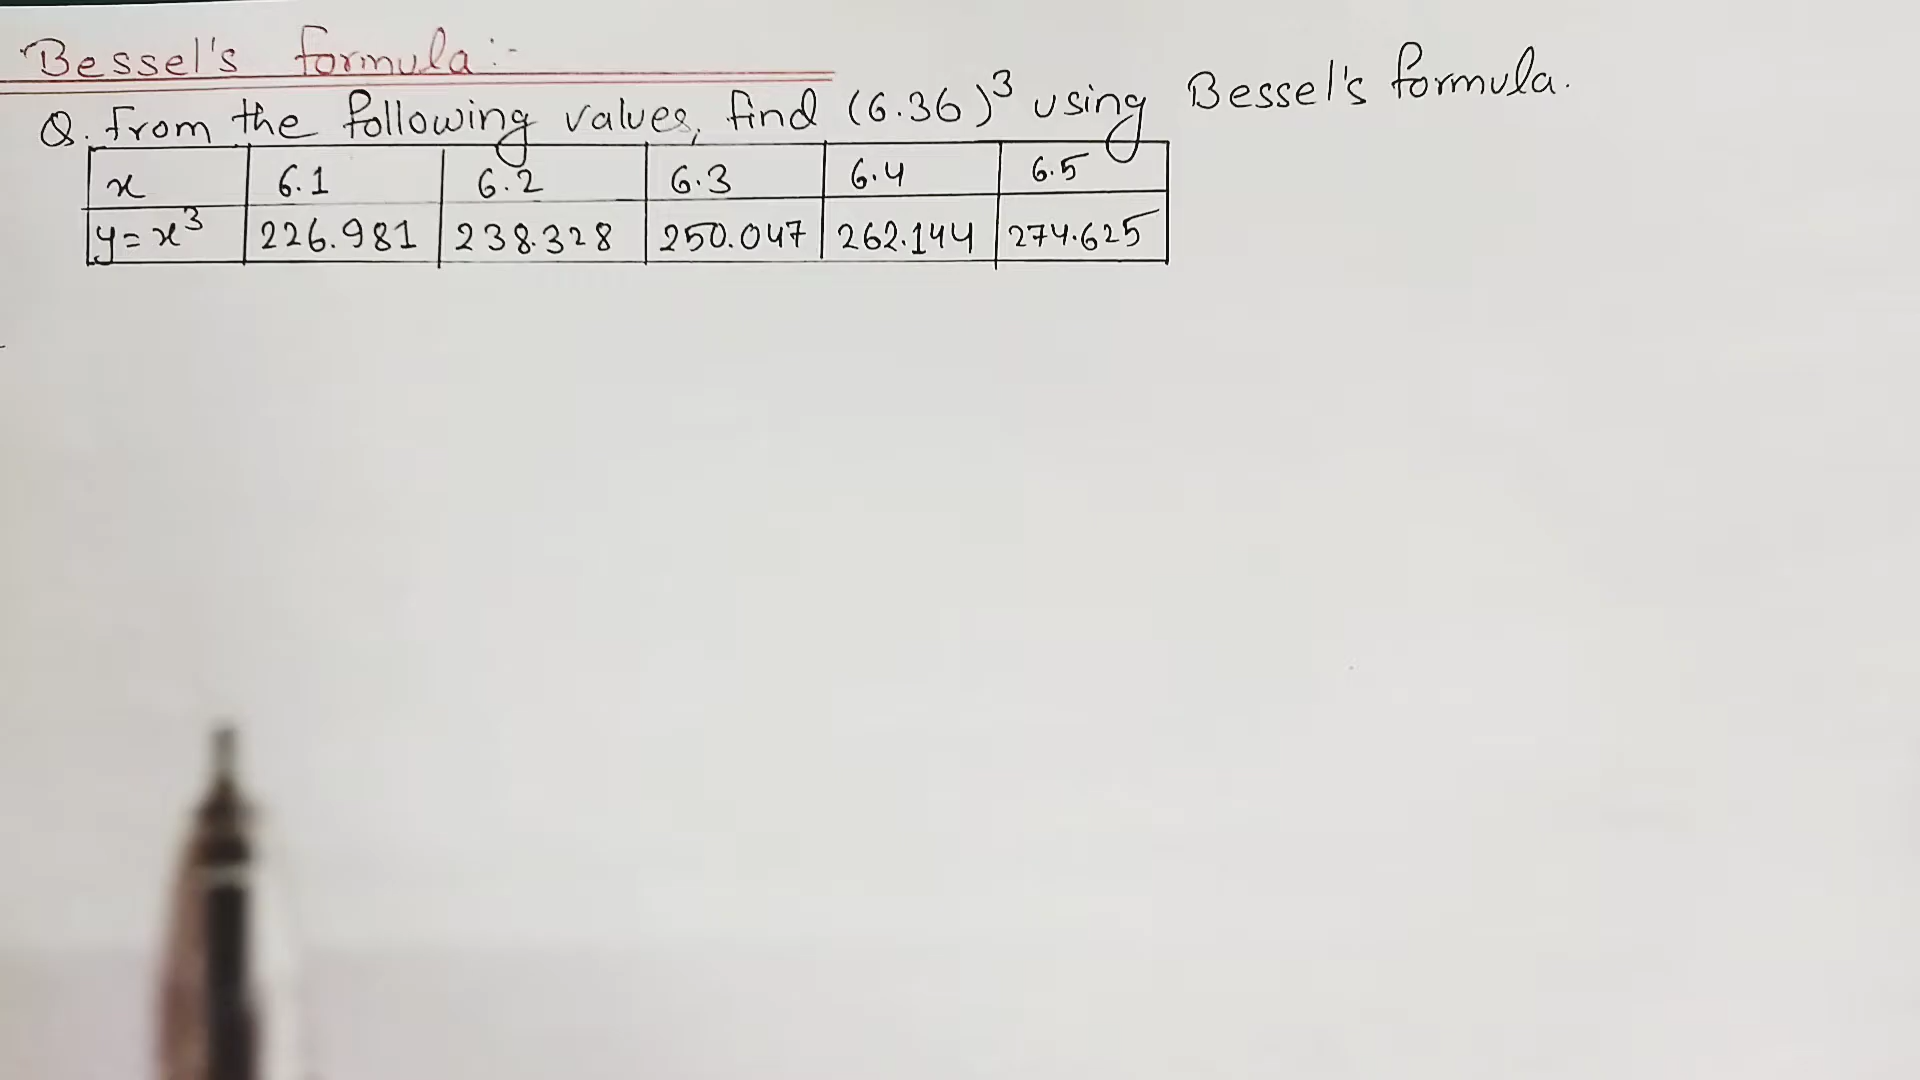 Bessel's formula:-
Q. From the following values, find (6.36)³ using Bessel's formula.
x 6.1 6.2 6.3 6.4 6.5
y=x³ 226.981 238.328 250.047 262.144 274.625